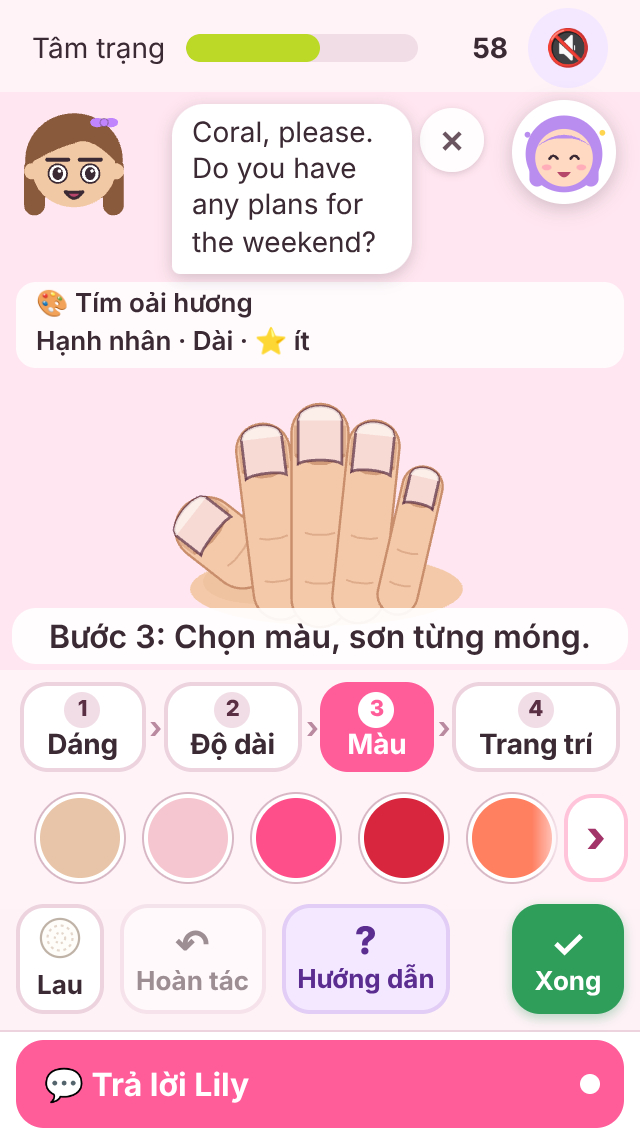 Tâm trạng
58
Coral, please.
Do you have
any plans for
the weekend?
×
🎨 Tím oải hương
Hạnh nhân · Dài · ⭐ ít
Bước 3: Chọn màu, sơn từng móng.
1
Dáng
›
2
Độ dài
›
3
Màu
›
4
Trang trí
›
Lau
↶
Hoàn tác
?
Hướng dẫn
✓
Xong
💬 Trả lời Lily